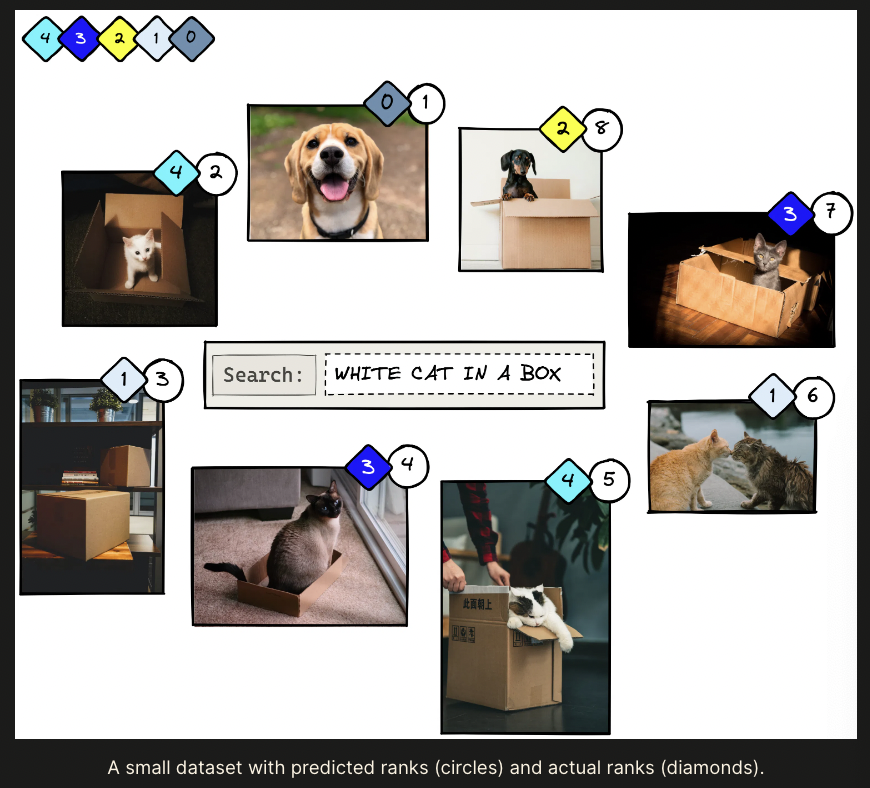 4 3 2 1 0
0 1
2 8
4 2
3 7
Search: WHITE CAT IN A BOX
1 3
1 6
3 4
4 5
此面朝上
A small dataset with predicted ranks (circles) and actual ranks (diamonds).